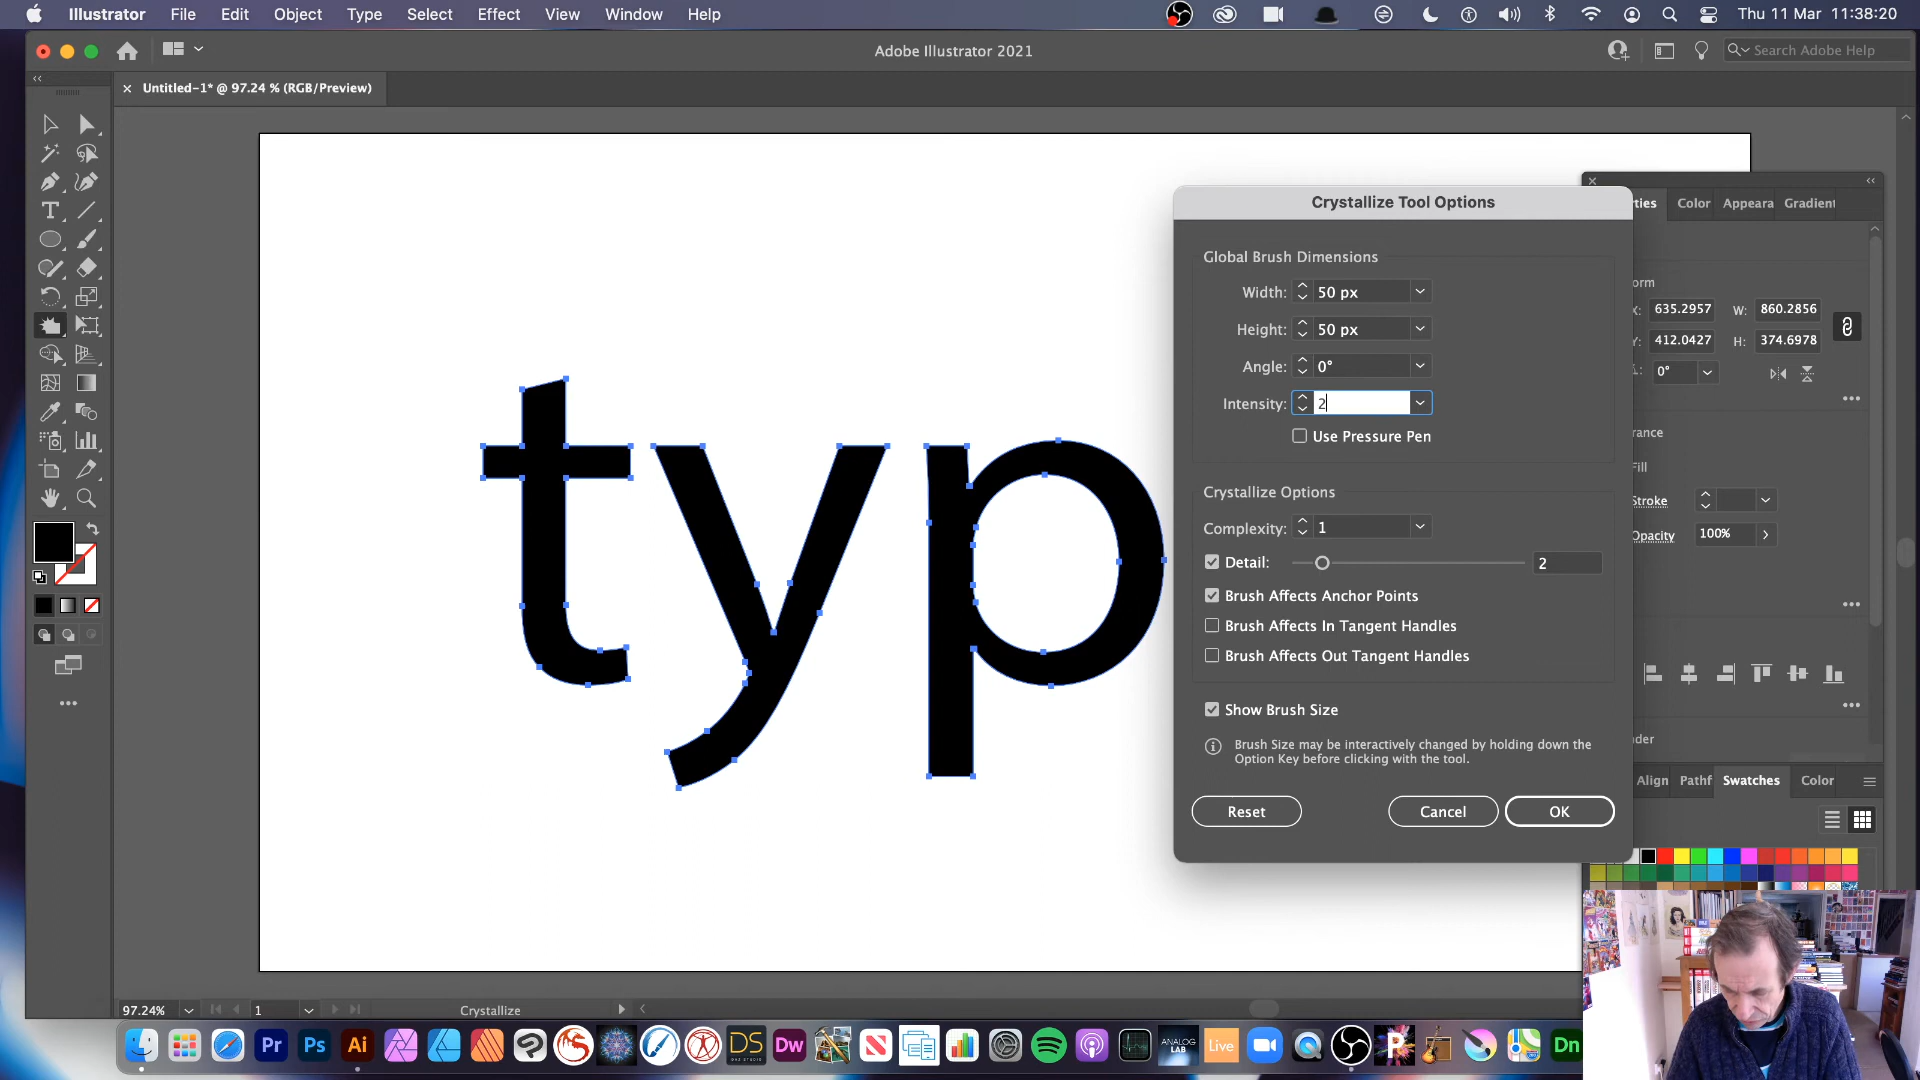 Illustrator File Edit Object Type Select Effect View Window Help Thu 11 Mar 11:38:20
Adobe Illustrator 2021
Search Adobe Help
Untitled-1* @ 97.24 % (RGB/Preview)
Crystallize Tool Options
rties Color Appeara Gradient
Global Brush Dimensions
Width: 50 px
Height: 50 px
Angle: 0°
Intensity: 2
Use Pressure Pen
Crystallize Options
Complexity: 1
Detail: 2
Brush Affects Anchor Points
Brush Affects In Tangent Handles
Brush Affects Out Tangent Handles
Show Brush Size
Brush Size may be interactively changed by holding down the
Option Key before clicking with the tool.
Reset Cancel OK
orm
X: 635.2957 W: 860.2856
Y: 412.0427 H: 374.6978
0°
rance
Fill
Stroke
Opacity 100%
nder
Align Pathf Swatches Color
typ
97.24% 1 Crystallize
Pr Ps Ai DS Dw ANALOG LAB Live P Dn